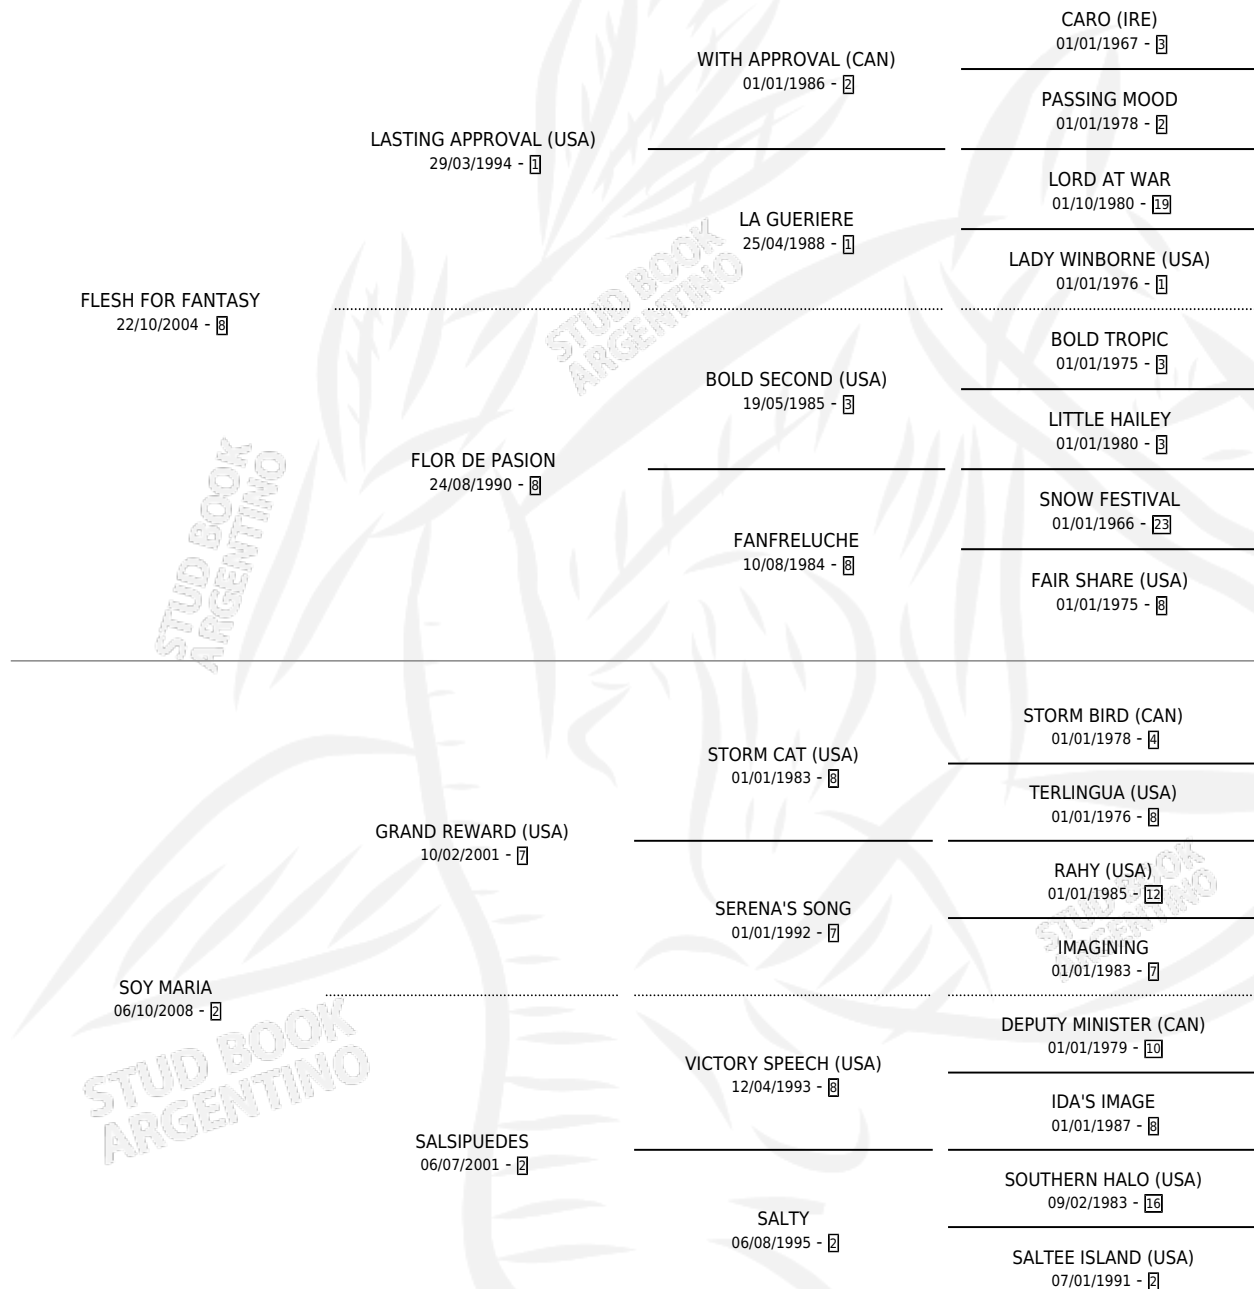 CARO (IRE)
01/01/1967 - 3
WITH APPROVAL (CAN)
01/01/1986 - 2
PASSING MOOD
01/01/1978 - 2
LASTING APPROVAL (USA)
29/03/1994 - 1
LORD AT WAR
01/10/1980 - 19
LA GUERIERE
25/04/1988 - 1
LADY WINBORNE (USA)
01/01/1976 - 1
FLESH FOR FANTASY
22/10/2004 - 8
BOLD TROPIC
01/01/1975 - 3
BOLD SECOND (USA)
19/05/1985 - 3
LITTLE HAILEY
01/01/1980 - 3
FLOR DE PASION
24/08/1990 - 8
SNOW FESTIVAL
01/01/1966 - 23
FANFRELUCHE
10/08/1984 - 8
FAIR SHARE (USA)
01/01/1975 - 8
STORM BIRD (CAN)
01/01/1978 - 4
STORM CAT (USA)
01/01/1983 - 8
TERLINGUA (USA)
01/01/1976 - 8
GRAND REWARD (USA)
10/02/2001 - 7
RAHY (USA)
01/01/1985 - 12
SERENA'S SONG
01/01/1992 - 7
IMAGINING
01/01/1983 - 7
SOY MARIA
06/10/2008 - 2
DEPUTY MINISTER (CAN)
01/01/1979 - 10
VICTORY SPEECH (USA)
12/04/1993 - 8
IDA'S IMAGE
01/01/1987 - 8
SALSIPUEDES
06/07/2001 - 2
SOUTHERN HALO (USA)
09/02/1983 - 16
SALTY
06/08/1995 - 2
SALTEE ISLAND (USA)
07/01/1991 - 2
STUD BOOK
ARGENTINO
STUD BOOK
ARGENTINO
STUD BOOK
ARGENTINO
STUD BOOK
ARGENTINO